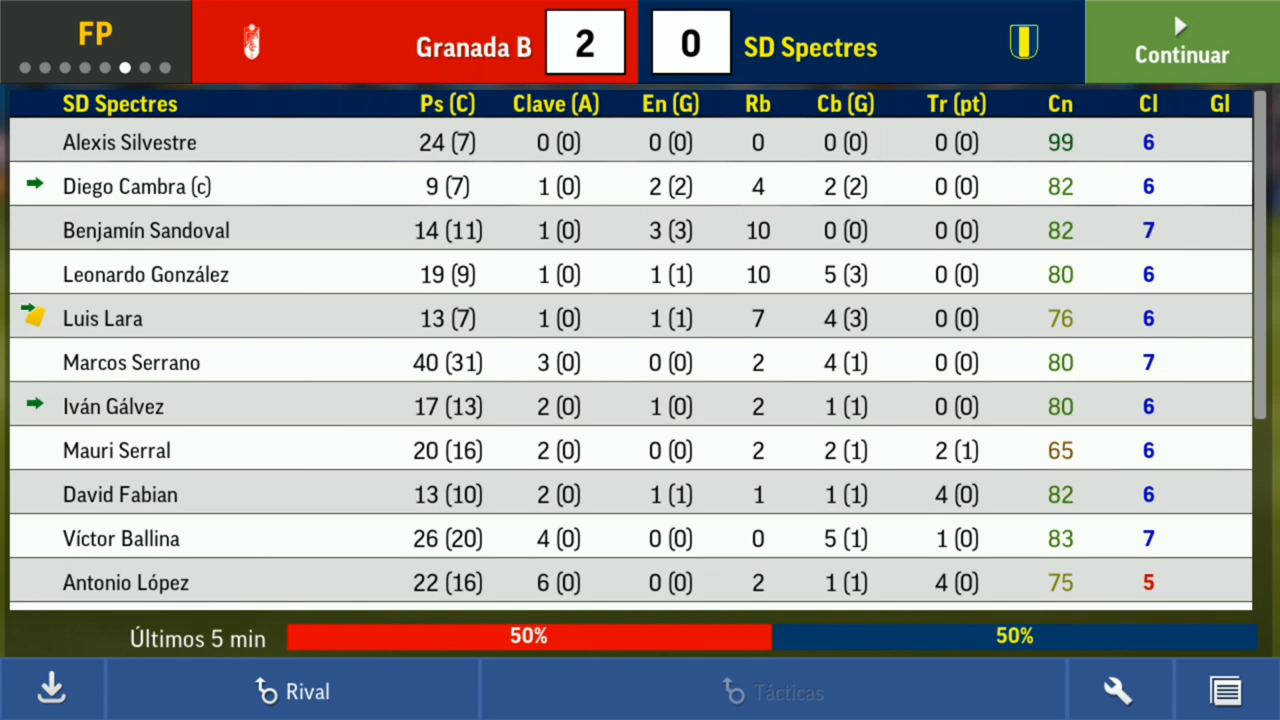 FP Granada B 2 0 SD Spectres Continuar
SD Spectres Ps (C) Clave (A) En (G) Rb Cb (G) Tr (pt) Cn Cl Gl
Alexis Silvestre 24 (7) 0 (0) 0 (0) 0 0 (0) 0 (0) 99 6
Diego Cambra (c) 9 (7) 1 (0) 2 (2) 4 2 (2) 0 (0) 82 6
Benjamín Sandoval 14 (11) 1 (0) 3 (3) 10 0 (0) 0 (0) 82 7
Leonardo González 19 (9) 1 (0) 1 (1) 10 5 (3) 0 (0) 80 6
Luis Lara 13 (7) 1 (0) 1 (1) 7 4 (3) 0 (0) 76 6
Marcos Serrano 40 (31) 3 (0) 0 (0) 2 4 (1) 0 (0) 80 7
Iván Gálvez 17 (13) 2 (0) 1 (0) 2 1 (1) 0 (0) 80 6
Mauri Serral 20 (16) 2 (0) 0 (0) 2 2 (1) 2 (1) 65 6
David Fabian 13 (10) 2 (0) 1 (1) 1 1 (1) 4 (0) 82 6
Víctor Ballina 26 (20) 4 (0) 0 (0) 0 5 (1) 1 (0) 83 7
Antonio López 22 (16) 6 (0) 0 (0) 2 1 (1) 4 (0) 75 5
Últimos 5 min 50% 50%
Rival Tácticas